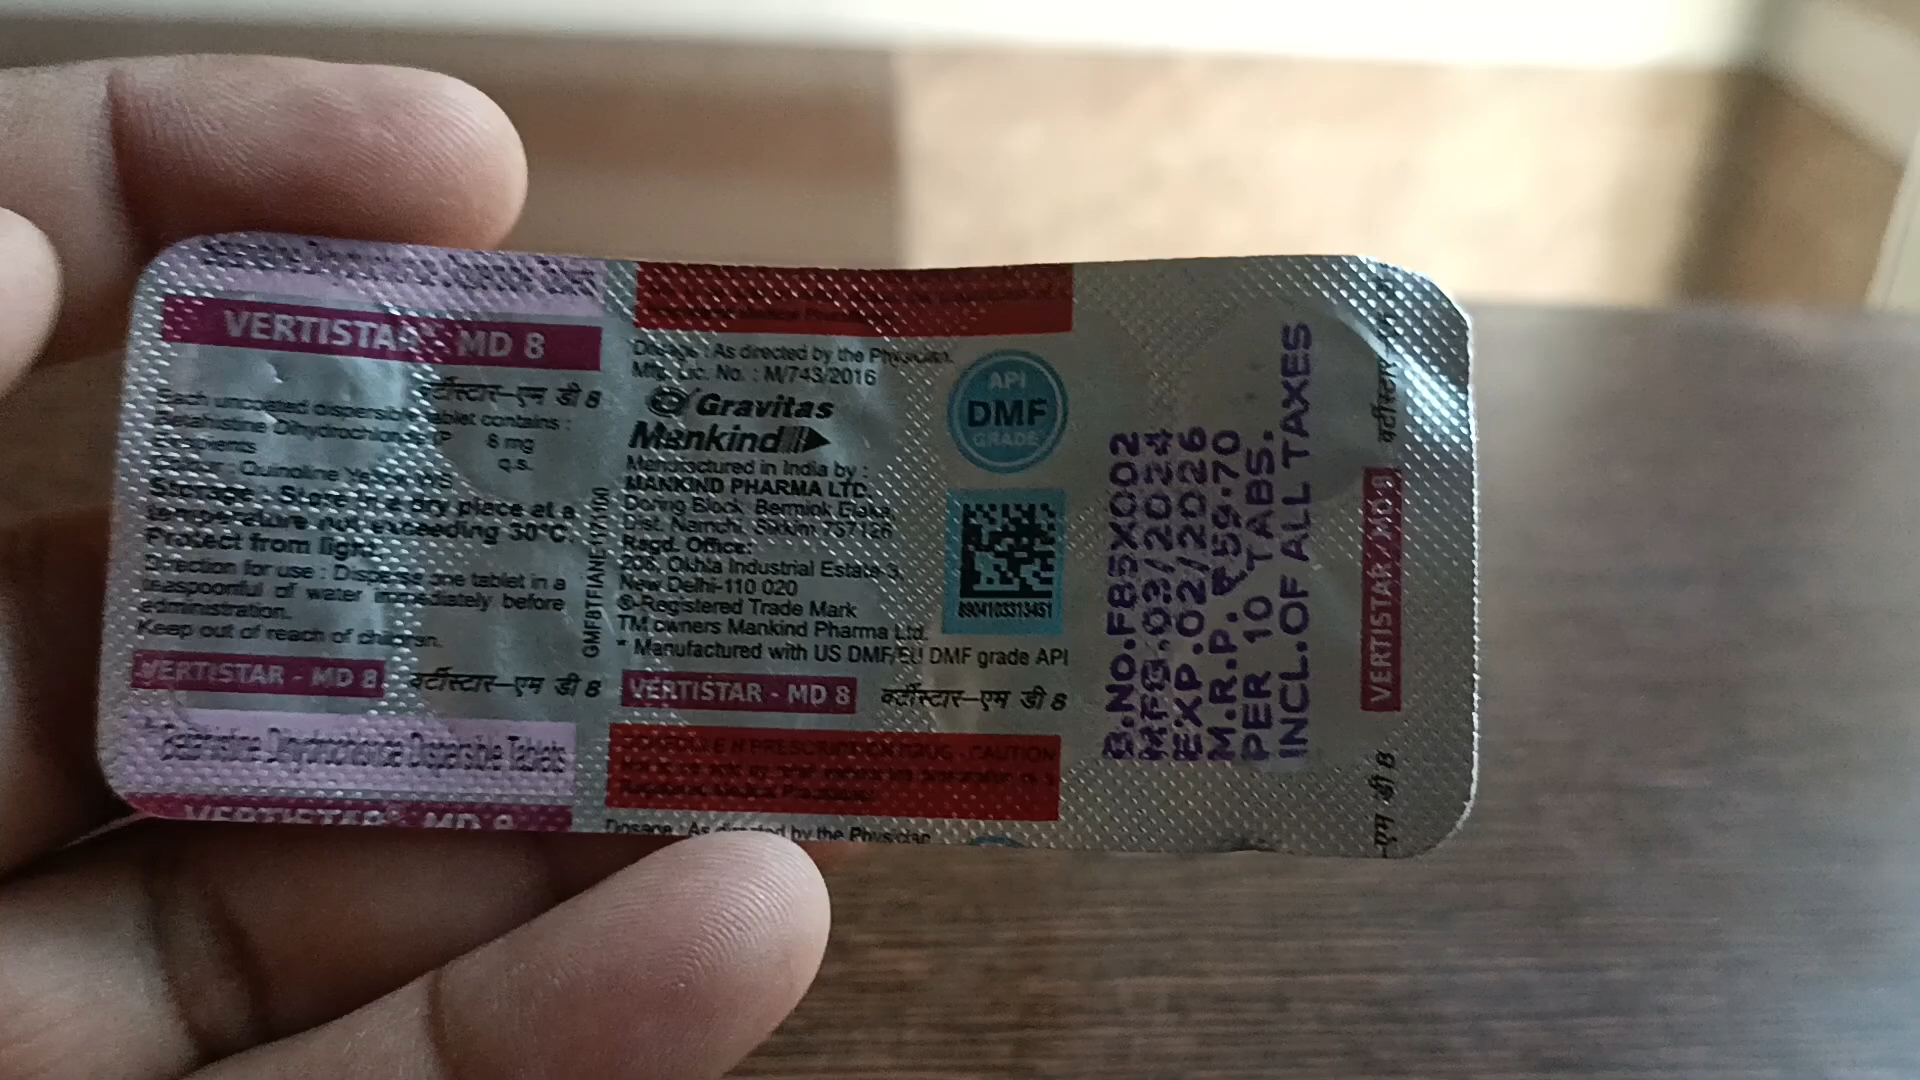 VERTISTAR - MD 8
वर्टीस्टार–एम डी 8
Each uncoated dispersible tablet contains :
Betahistine Dihydrochloride IP 8 mg
Excipients q.s.
Colour : Quinoline Yellow WS
Storage : Store in a dry place at a
temperature not exceeding 30°C.
Protect from light.
Direction for use : Disperse one tablet in a
teaspoonful of water immediately before
administration.
Keep out of reach of children.
VERTISTAR - MD 8 वर्टीस्टार–एम डी 8
Betahistine Dihydrochloride Dispersible Tablets
VERTISTAR MD 8
Dosage : As directed by the Physician.
Mfg. Lic. No. : M/743/2016
Gravitas
Mankind
Manufactured in India by :
MANKIND PHARMA LTD.
Block, Bermiok Elaka,
Dist. Namchi, Sikkim 737126
Regd. Office:
208, Okhla Industrial Estate-3,
New Delhi-110 020
®-Registered Trade Mark
TM owners Mankind Pharma Ltd.
* Manufactured with US DMF/EU DMF grade API
VERTISTAR - MD 8 वर्टीस्टार–एम डी 8
SCHEDULE H PRESCRIPTION DRUG - CAUTION
Dosage : As directed by the Physician
API
DMF
GRADE
8904103313451
B.NO.FB5X002
MFG.03/2024
EXP.02/2026
M.R.P.₹59.70
PER 10 TABS.
INCL.OF ALL TAXES
VERTISTAR - MD 8
वर्टीस्टार–एम
–एम डी 8